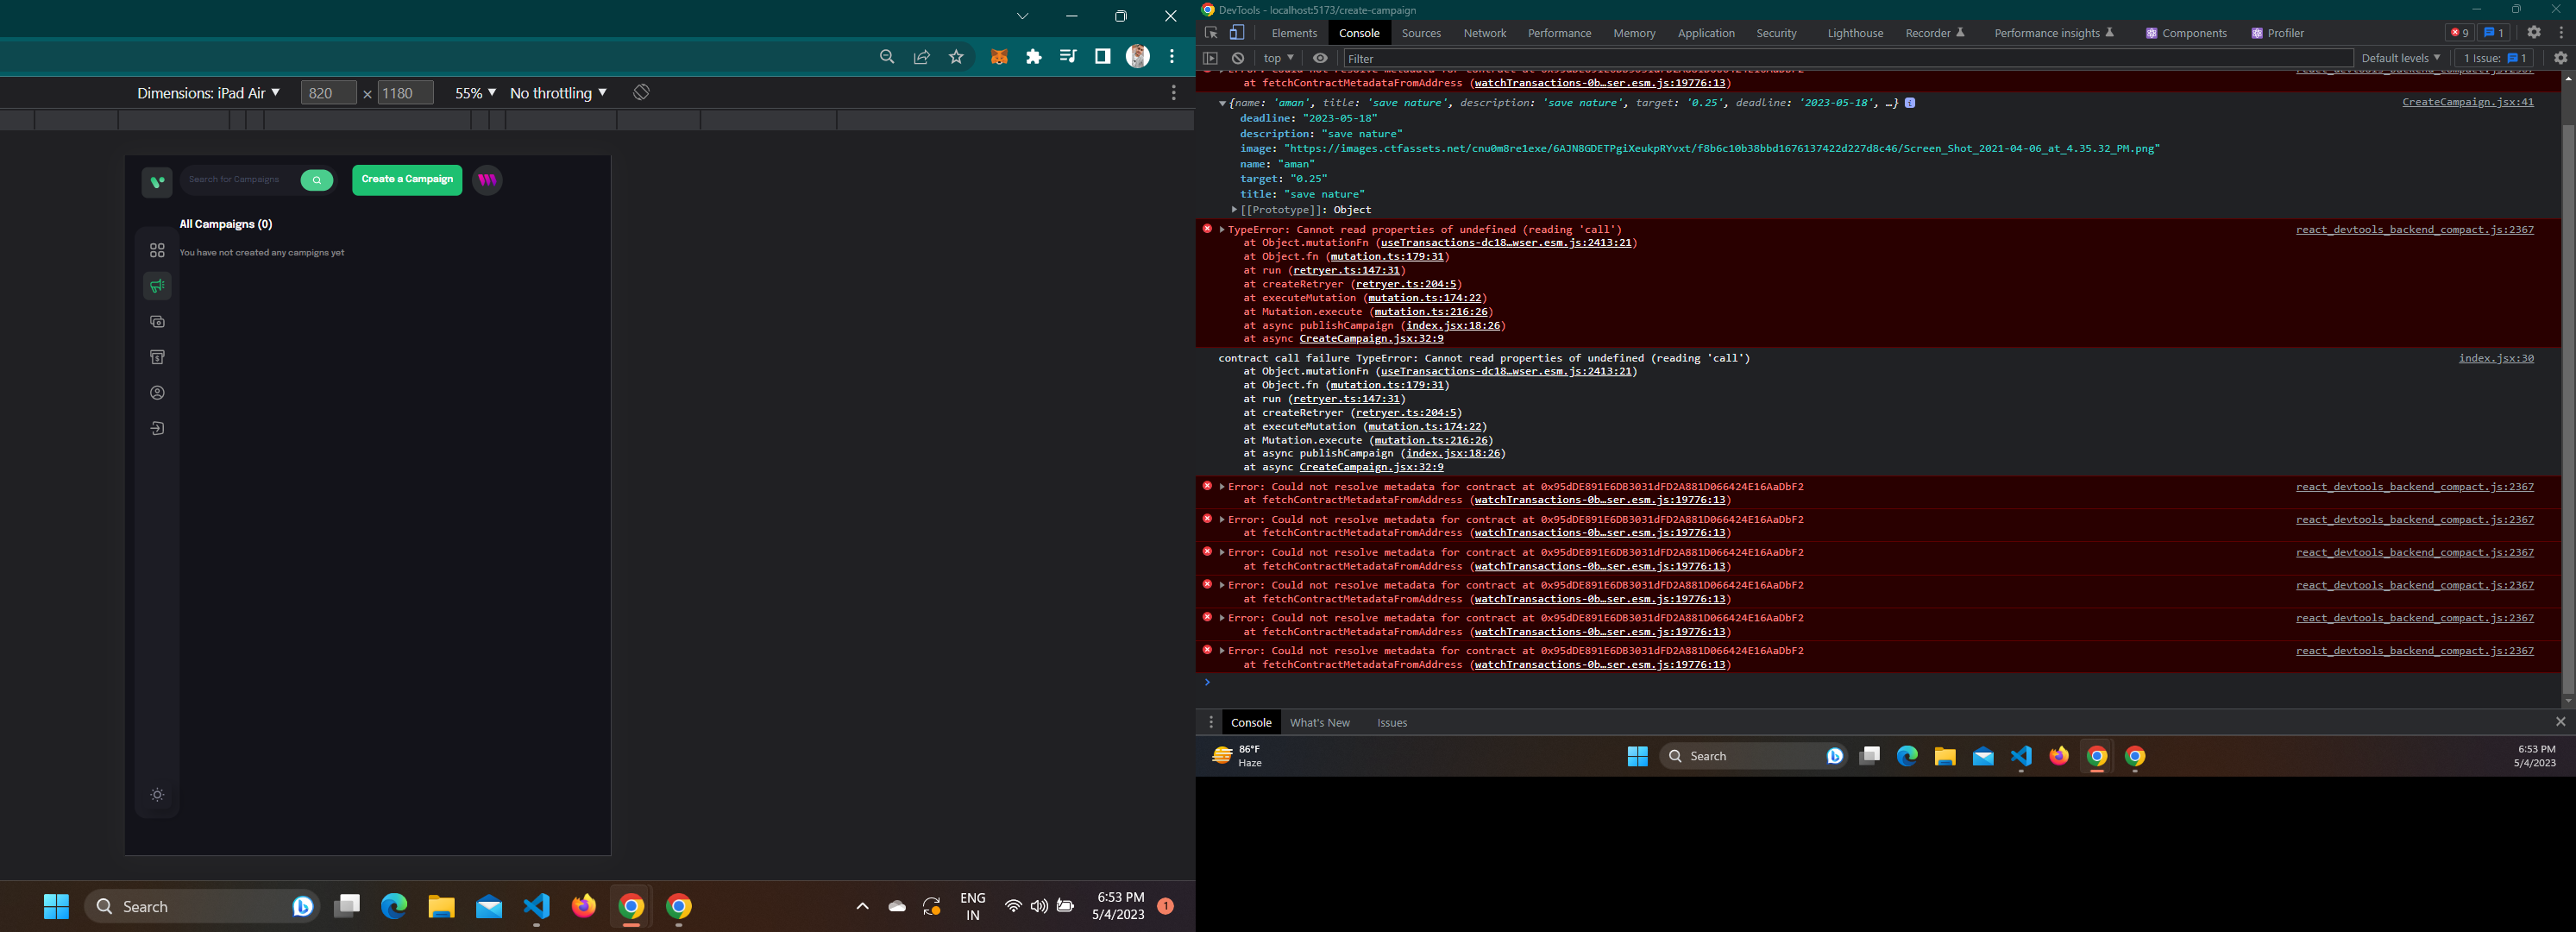 Dimensions: iPad Air ▼ 820 × 1180 55% ▼ No throttling ▼
Search for Campaigns
Create a Campaign
All Campaigns (0)
You have not created any campigns yet
Search
ENG
IN
6:53 PM
5/4/2023
1
DevTools - localhost:5173/create-campaign
Elements Console Sources Network Performance Memory Application Security Lighthouse Recorder Performance insights Components Profiler 9 1
top ▼ Filter Default levels ▼ 1 Issue: 1
at fetchContractMetadataFromAddress (watchTransactions-0b…ser.esm.js:19776:13)
▼{name: 'aman', title: 'save nature', description: 'save nature', target: '0.25', deadline: '2023-05-18', …} i CreateCampaign.jsx:41
deadline: "2023-05-18"
description: "save nature"
image: "https://images.ctfassets.net/cnu0m8re1exe/6AJN8GDETPgiXeukpRYvxt/f8b6c10b38bbd1676137422d227d8c46/Screen_Shot_2021-04-06_at_4.35.32_PM.png"
name: "aman"
target: "0.25"
title: "save nature"
▶[[Prototype]]: Object
▶TypeError: Cannot read properties of undefined (reading 'call') react_devtools_backend_compact.js:2367
at Object.mutationFn (useTransactions-dc18…wser.esm.js:2413:21)
at Object.fn (mutation.ts:179:31)
at run (retryer.ts:147:31)
at createRetryer (retryer.ts:204:5)
at executeMutation (mutation.ts:174:22)
at Mutation.execute (mutation.ts:216:26)
at async publishCampaign (index.jsx:18:26)
at async CreateCampaign.jsx:32:9
contract call failure TypeError: Cannot read properties of undefined (reading 'call') index.jsx:30
at Object.mutationFn (useTransactions-dc18…wser.esm.js:2413:21)
at Object.fn (mutation.ts:179:31)
at run (retryer.ts:147:31)
at createRetryer (retryer.ts:204:5)
at executeMutation (mutation.ts:174:22)
at Mutation.execute (mutation.ts:216:26)
at async publishCampaign (index.jsx:18:26)
at async CreateCampaign.jsx:32:9
▶Error: Could not resolve metadata for contract at 0x95dDE891E6DB3031dFD2A881D066424E16AaDbF2 react_devtools_backend_compact.js:2367
at fetchContractMetadataFromAddress (watchTransactions-0b…ser.esm.js:19776:13)
▶Error: Could not resolve metadata for contract at 0x95dDE891E6DB3031dFD2A881D066424E16AaDbF2 react_devtools_backend_compact.js:2367
at fetchContractMetadataFromAddress (watchTransactions-0b…ser.esm.js:19776:13)
▶Error: Could not resolve metadata for contract at 0x95dDE891E6DB3031dFD2A881D066424E16AaDbF2 react_devtools_backend_compact.js:2367
at fetchContractMetadataFromAddress (watchTransactions-0b…ser.esm.js:19776:13)
▶Error: Could not resolve metadata for contract at 0x95dDE891E6DB3031dFD2A881D066424E16AaDbF2 react_devtools_backend_compact.js:2367
at fetchContractMetadataFromAddress (watchTransactions-0b…ser.esm.js:19776:13)
▶Error: Could not resolve metadata for contract at 0x95dDE891E6DB3031dFD2A881D066424E16AaDbF2 react_devtools_backend_compact.js:2367
at fetchContractMetadataFromAddress (watchTransactions-0b…ser.esm.js:19776:13)
▶Error: Could not resolve metadata for contract at 0x95dDE891E6DB3031dFD2A881D066424E16AaDbF2 react_devtools_backend_compact.js:2367
at fetchContractMetadataFromAddress (watchTransactions-0b…ser.esm.js:19776:13)
Console What's New Issues
86°F
Haze
Search
6:53 PM
5/4/2023